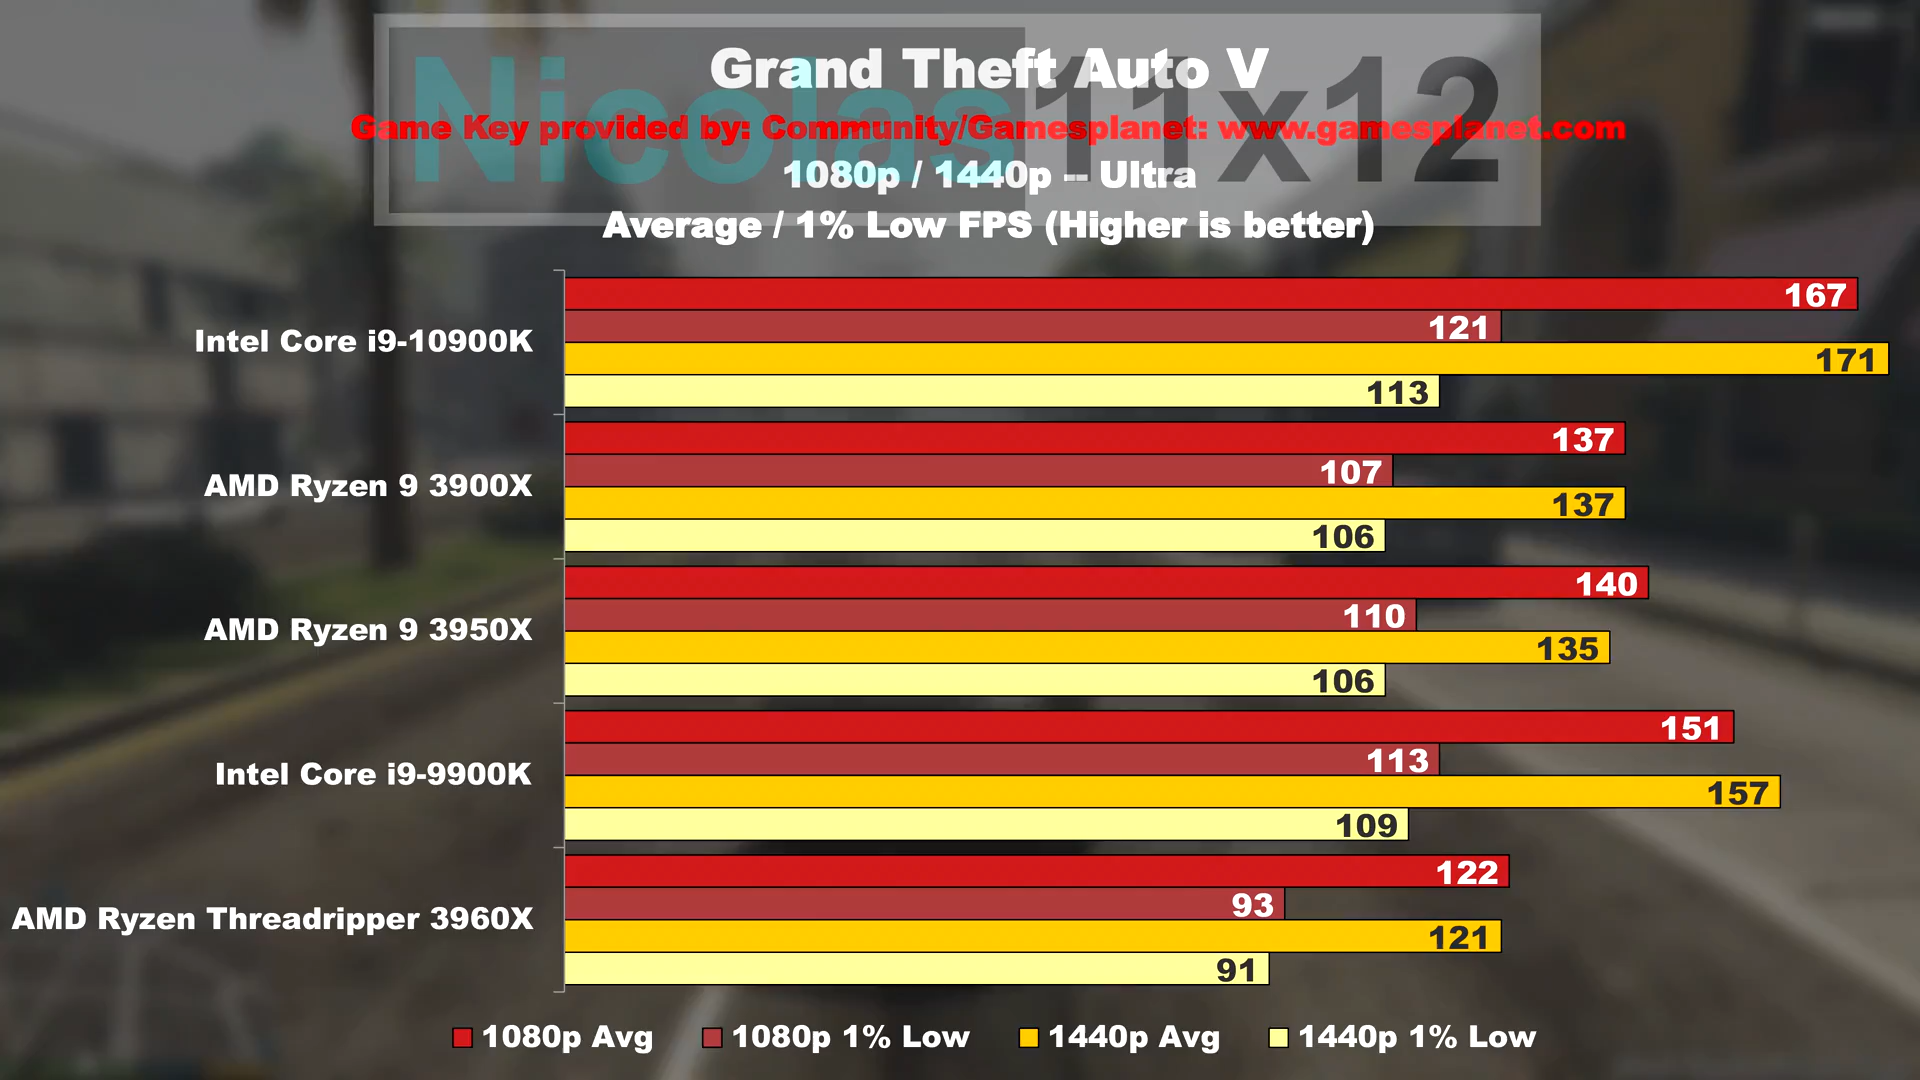 Nicolas11x12
Grand Theft Auto V
Game Key provided by: Community/Gamesplanet: www.gamesplanet.com
1080p / 1440p – Ultra
Average / 1% Low FPS (Higher is better)
Intel Core i9-10900K
167
121
171
113
AMD Ryzen 9 3900X
137
107
137
106
AMD Ryzen 9 3950X
140
110
135
106
Intel Core i9-9900K
151
113
157
109
AMD Ryzen Threadripper 3960X
122
93
121
91
1080p Avg 1080p 1% Low 1440p Avg 1440p 1% Low